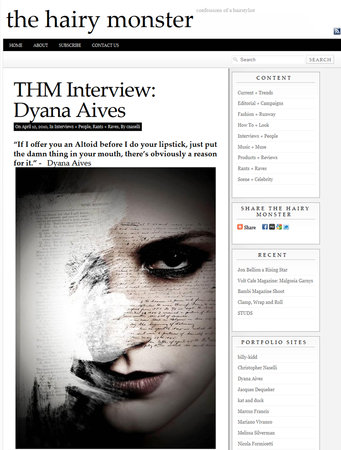 the hairy monster
confessions of a hairstylist
HOME ABOUT SUBSCRIBE CONTACT US
Search SEARCH
THM Interview:
Dyana Aives
On April 10, 2010, In Interviews + People, Rants + Raves, By cnaselli
"If I offer you an Altoid before I do your lipstick, just put
the damn thing in your mouth, there's obviously a reason
for it." - Dyana Aives
CONTENT
Current + Trends
Editorial + Campaigns
Fashion + Runway
How To + Look
Interviews + People
Music + Muse
Products + Reviews
Rants + Raves
Scene + Celebrity
SHARE THE HAIRY
MONSTER
Share
RECENT
Jon Bellion a Rising Star
Volt Cafe Magazine: Malgosia Garnys
Bambi Magazine Shoot
Clamp, Wrap and Roll
STUDS
PORTFOLIO SITES
billy-kidd
Christopher Naselli
Dyana Aives
Jacques Dequeker
kat and duck
Marcus Francis
Mariano Vivanco
Melissa Silverman
Nicola Formicetti